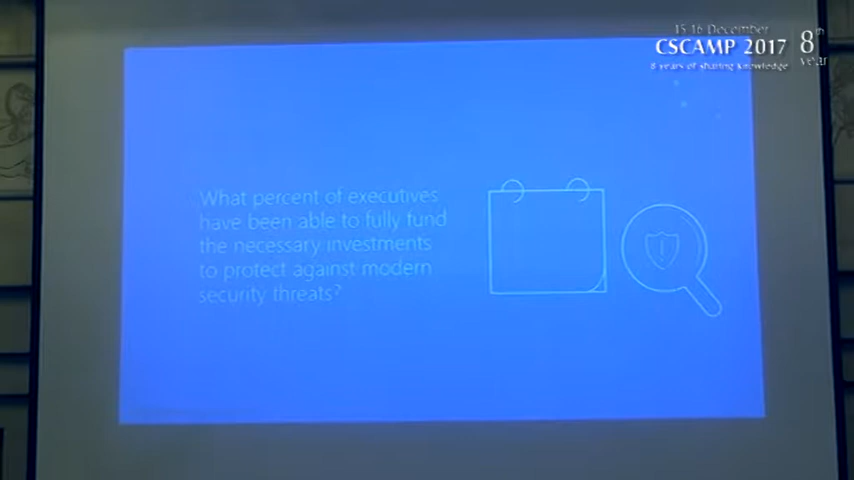 15-16 December
CSCAMP 2017
8 years of sharing knowledge
8th
year
What percent of executives
have been able to fully fund
the necessary investments
to protect against modern
security threats?